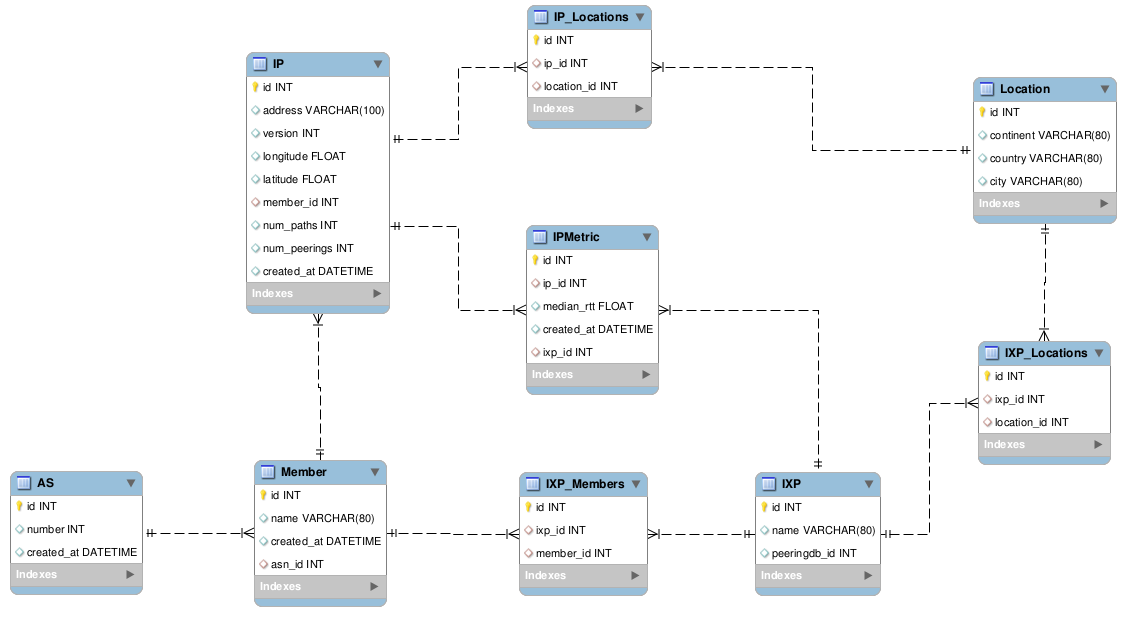 IP_Locations
id INT
ip_id INT
location_id INT
Indexes
IP
id INT
address VARCHAR(100)
version INT
longitude FLOAT
latitude FLOAT
member_id INT
num_paths INT
num_peerings INT
created_at DATETIME
Indexes
Location
id INT
continent VARCHAR(80)
country VARCHAR(80)
city VARCHAR(80)
Indexes
IPMetric
id INT
ip_id INT
median_rtt FLOAT
created_at DATETIME
ixp_id INT
Indexes
IXP_Locations
id INT
ixp_id INT
location_id INT
Indexes
AS
id INT
number INT
created_at DATETIME
Indexes
Member
id INT
name VARCHAR(80)
created_at DATETIME
asn_id INT
Indexes
IXP_Members
id INT
ixp_id INT
member_id INT
Indexes
IXP
id INT
name VARCHAR(80)
peeringdb_id INT
Indexes